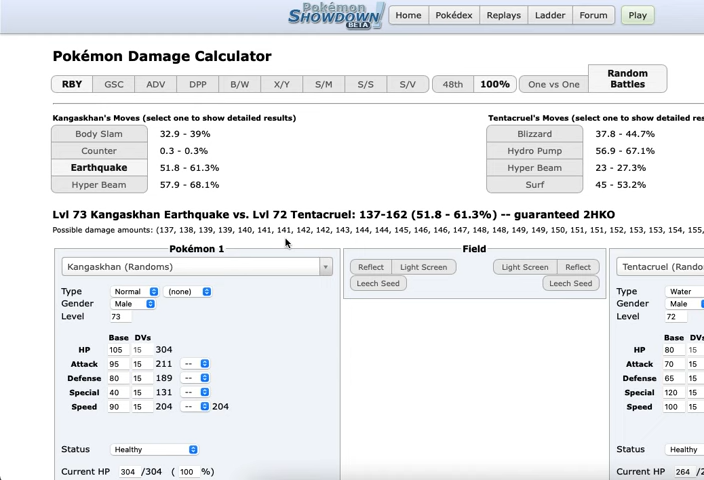 Pokémon
SHOWDOWN!
BETA
Home Pokédex Replays Ladder Forum Play
Pokémon Damage Calculator
RBY GSC ADV DPP B/W X/Y S/M S/S S/V 48th 100% One vs One Random Battles
Kangaskhan's Moves (select one to show detailed results)
Body Slam 32.9 - 39%
Counter 0.3 - 0.3%
Earthquake 51.8 - 61.3%
Hyper Beam 57.9 - 68.1%
Tentacruel's Moves (select one to show detailed res
Blizzard 37.8 - 44.7%
Hydro Pump 56.9 - 67.1%
Hyper Beam 23 - 27.3%
Surf 45 - 53.2%
Lvl 73 Kangaskhan Earthquake vs. Lvl 72 Tentacruel: 137-162 (51.8 - 61.3%) -- guaranteed 2HKO
Possible damage amounts: (137, 138, 139, 139, 140, 141, 141, 142, 142, 143, 144, 144, 145, 146, 146, 147, 148, 148, 149, 150, 151, 151, 152, 153, 153, 154, 155,
Pokémon 1
Kangaskhan (Randoms)
Type Normal (none)
Gender Male
Level 73
Base DVs
HP 105 15 304
Attack 95 15 211 --
Defense 80 15 189 --
Special 40 15 131 --
Speed 90 15 204 -- 204
Status Healthy
Current HP 304 /304 ( 100 %)
Field
Reflect Light Screen Light Screen Reflect
Leech Seed Leech Seed
Tentacruel (Rando
Type Water
Gender Male
Level 72
Base DVs
HP 80 15
Attack 70 15
Defense 65 15
Special 120 15
Speed 100 15
Status Healthy
Current HP 264 /2